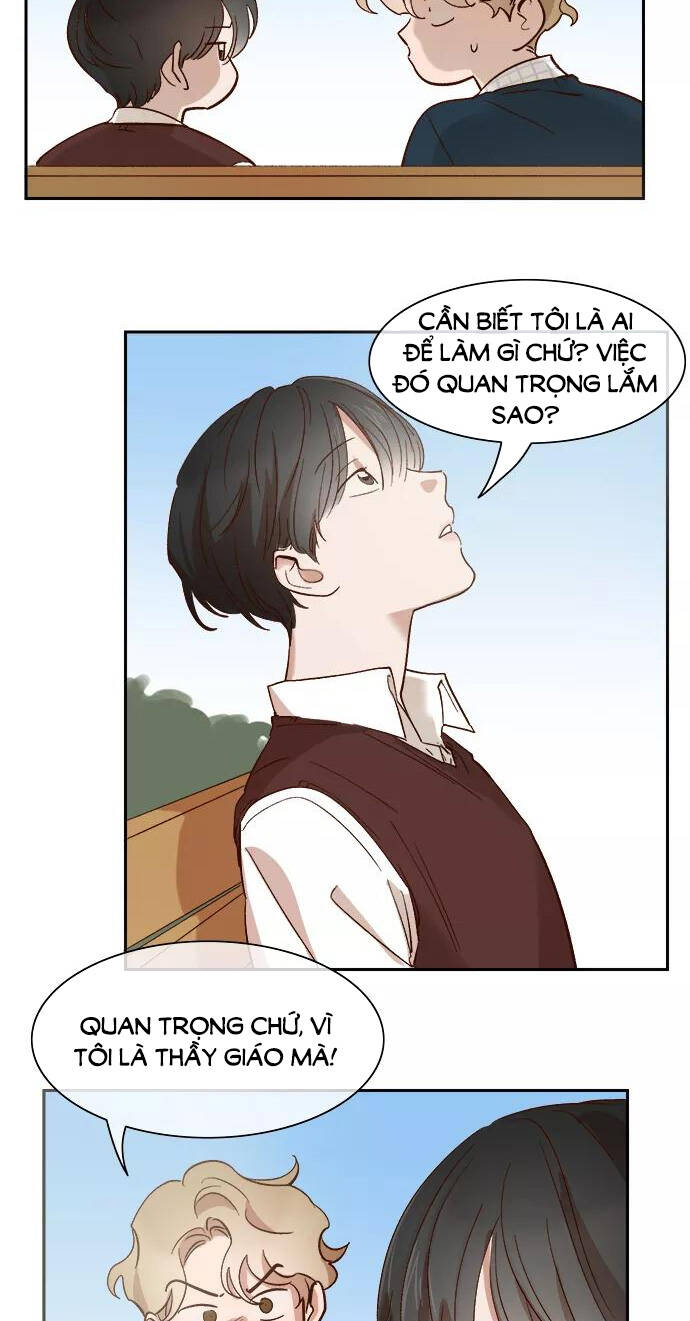 CẦN BIẾT TÔI LÀ AI
ĐỂ LÀM GÌ CHỨ? VIỆC
ĐÓ QUAN TRỌNG LẮM
SAO?
QUAN TRỌNG CHỨ, VÌ
TÔI LÀ THẦY GIÁO MÀ!